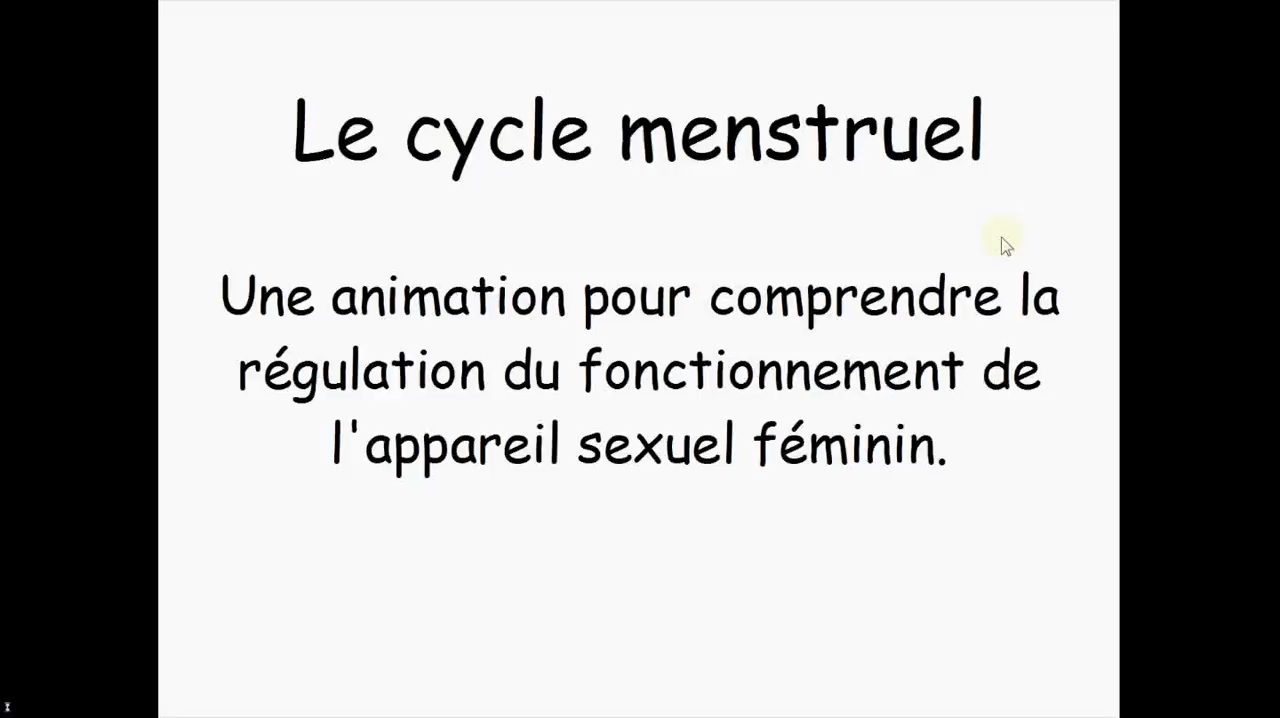 Le cycle menstruel
Une animation pour comprendre la
régulation du fonctionnement de
l'appareil sexuel féminin.